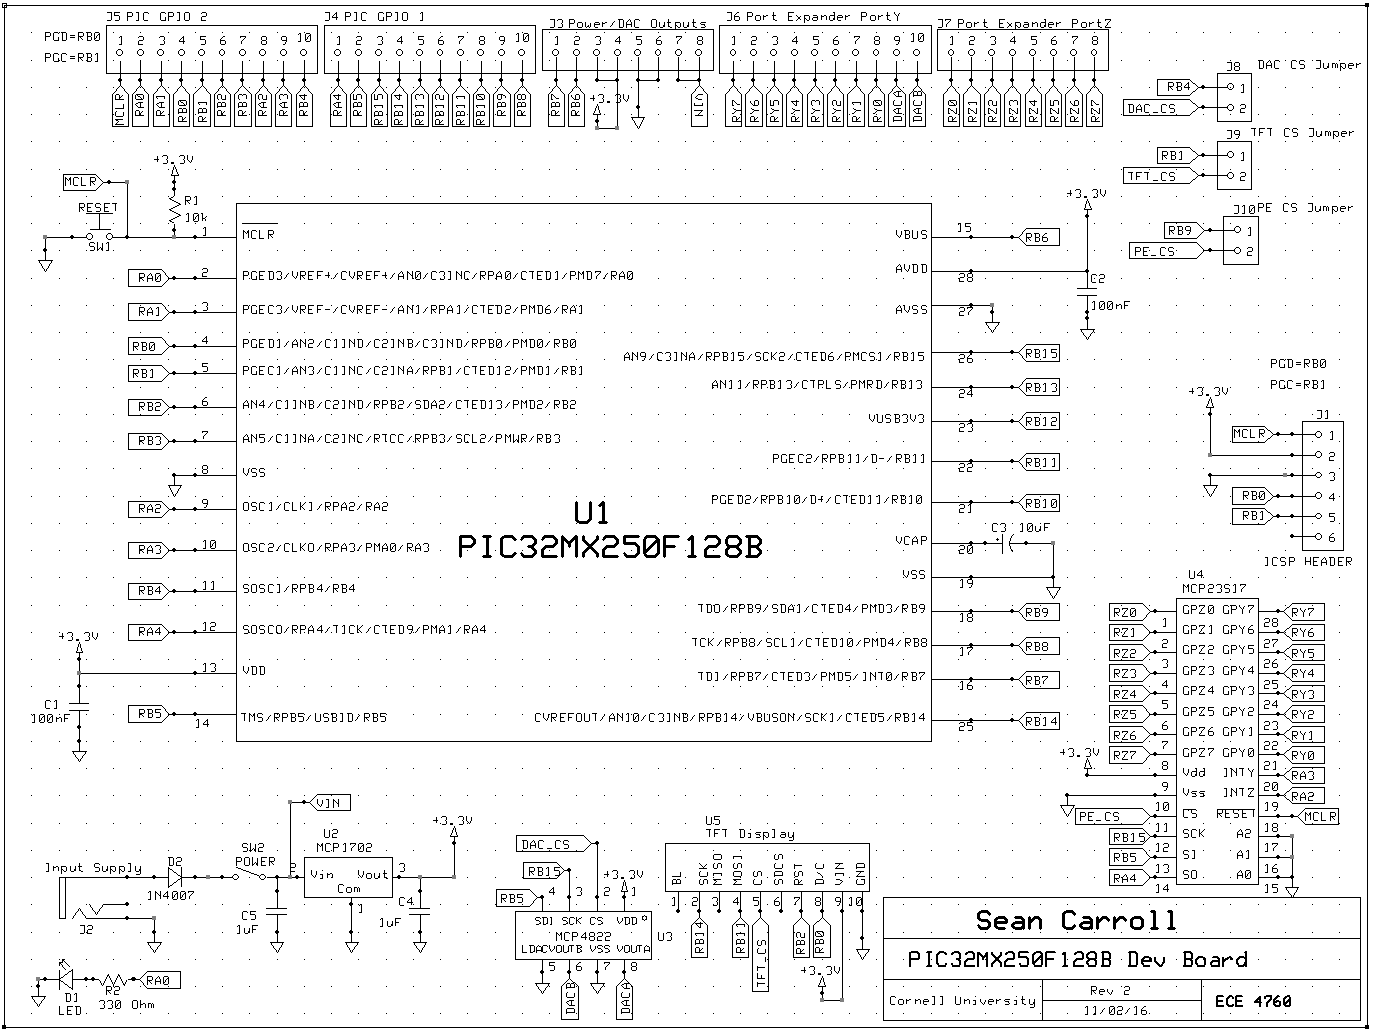 J5 PIC GPIO 2
J4 PIC GPIO 1
J3 Power/DAC Outputs
J6 Port Expander PortY
J7 Port Expander PortZ
PGD=RB0
PGC=RB1
1 2 3 4 5 6 7 8 9 10
1 2 3 4 5 6 7 8 9 10
1 2 3 4 5 6 7 8
1 2 3 4 5 6 7 8 9 10
1 2 3 4 5 6 7 8
MCLR RA0 RA1 RB0 RB1 RB2 RB3 RA2 RA3 RB4
RA4 RB5 RB15 RB14 RB13 RB12 RB11 RB10 RB9 RB8
RB7 RB6 +3.3V VIN
RY7 RY6 RY5 RY4 RY3 RY2 RY1 RY0 DACA DACB
RZ0 RZ1 RZ2 RZ3 RZ4 RZ5 RZ6 RZ7
J8 DAC CS Jumper
RB4 1
DAC_CS 2
J9 TFT CS Jumper
RB1 1
TFT_CS 2
J10 PE CS Jumper
RB9 1
PE_CS 2
+3.3V
MCLR
R1
10k
RESET
SW1
1 MCLR
RA0 2 PGED3/VREF+/CVREF+/AN0/C3INC/RPA0/CTED1/PMD7/RA0
RA1 3 PGEC3/VREF-/CVREF-/AN1/RPA1/CTED2/PMD6/RA1
RB0 4 PGED1/AN2/C1IND/C2INB/C3IND/RPB0/PMD0/RB0
RB1 5 PGEC1/AN3/C1INC/C2INA/RPB1/CTED12/PMD1/RB1
RB2 6 AN4/C1INB/C2IND/RPB2/SDA2/CTED13/PMD2/RB2
RB3 7 AN5/C1INA/C2INC/RTCC/RPB3/SCL2/PMWR/RB3
8 VSS
RA2 9 OSC1/CLKI/RPA2/RA2
RA3 10 OSC2/CLKO/RPA3/PMA0/RA3
RB4 11 SOSCI/RPB4/RB4
RA4 12 SOSCO/RPA4/T1CK/CTED9/PMA1/RA4
+3.3V
13 VDD
C1
100nF
RB5 14 TMS/RPB5/USBID/RB5
U1
PIC32MX250F128B
VBUS 15 RB6
AVDD 28
+3.3V
C2
100nF
AVSS 27
AN9/C3INA/RPB15/SCK2/CTED6/PMCS1/RB15 26 RB15
AN11/RPB13/CTPLS/PMRD/RB13 24 RB13
VUSB3V3 23 RB12
PGEC2/RPB11/D-/RB11 22 RB11
PGED2/RPB10/D+/CTED11/RB10 21 RB10
VCAP 20 C3 10uF
VSS 19
TDO/RPB9/SDA1/CTED4/PMD3/RB9 18 RB9
TCK/RPB8/SCL1/CTED10/PMD4/RB8 17 RB8
TDI/RPB7/CTED3/PMD5/INT0/RB7 16 RB7
CVREFOUT/AN10/C3INB/RPB14/VBUSON/SCK1/CTED5/RB14 25 RB14
PGD=RB0
PGC=RB1
+3.3V
J1
MCLR 1
2
3
RB0 4
RB1 5
6
ICSP HEADER
U4
MCP23S17
RZ0 1 GPZ0 GPY7 28 RY7
RZ1 2 GPZ1 GPY6 27 RY6
RZ2 3 GPZ2 GPY5 26 RY5
RZ3 4 GPZ3 GPY4 25 RY4
RZ4 5 GPZ4 GPY3 24 RY3
RZ5 6 GPZ5 GPY2 23 RY2
RZ6 7 GPZ6 GPY1 22 RY1
RZ7 8 GPZ7 GPY0 21 RY0
+3.3V 9 Vdd INTY 20 RA3
10 Vss INTZ 19 RA2
PE_CS 11 CS RESET 18 MCLR
RB15 12 SCK A2 17
RB5 13 SI A1 16
RA4 14 SO A0 15
VIN
+3.3V
Input Supply
D2
1N4007
J2
SW2
POWER
U2
MCP1702
2 Vin Vout 3
Com
1
C5
1uF
C4
1uF
D1
LED
R2
330 Ohm
RA0
DAC_CS
RB15
RB5
+3.3V
4 3 2 1
SDI SCK CS VDD
MCP4822
U3
LDAC VOUTB VSS VOUTA
5 6 7 8
DACB DACA
U5
TFT Display
BL SCK MISO MOSI CS SDCS RST D/C VIN GND
1 2 3 4 5 6 7 8 9 10
RB14 RB11 TFT_CS RB2 RB0
+3.3V
Sean Carroll
PIC32MX250F128B Dev Board
Cornell University
Rev 2
11/02/16
ECE 4760